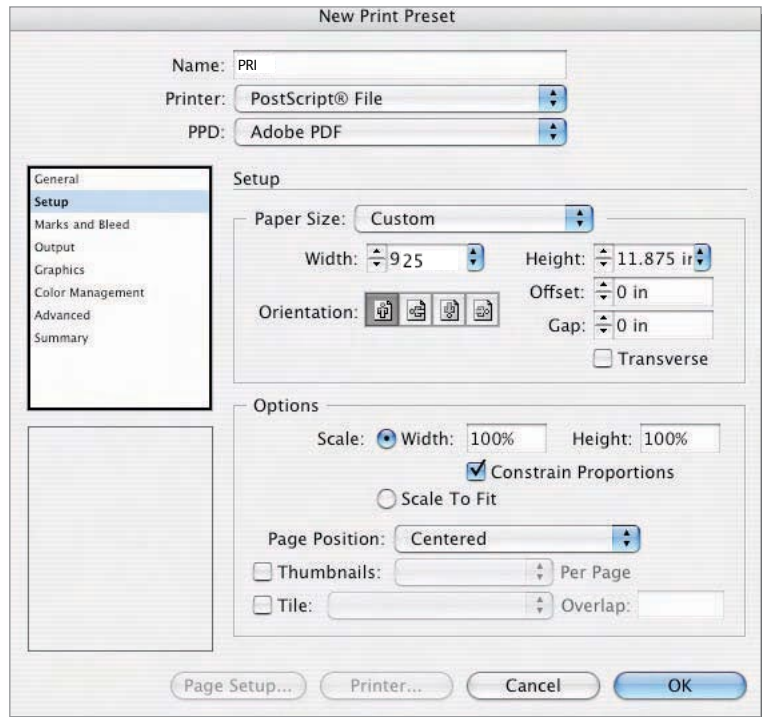 New Print Preset
Name: PRI
Printer: PostScript® File
PPD: Adobe PDF
General
Setup
Marks and Bleed
Output
Graphics
Color Management
Advanced
Summary
Setup
Paper Size: Custom
Width: 925 Height: 11.875 in
Orientation: Offset: 0 in
Gap: 0 in
Transverse
Options
Scale: Width: 100% Height: 100%
Constrain Proportions
Scale To Fit
Page Position: Centered
Thumbnails: Per Page
Tile: Overlap:
Page Setup... Printer... Cancel OK